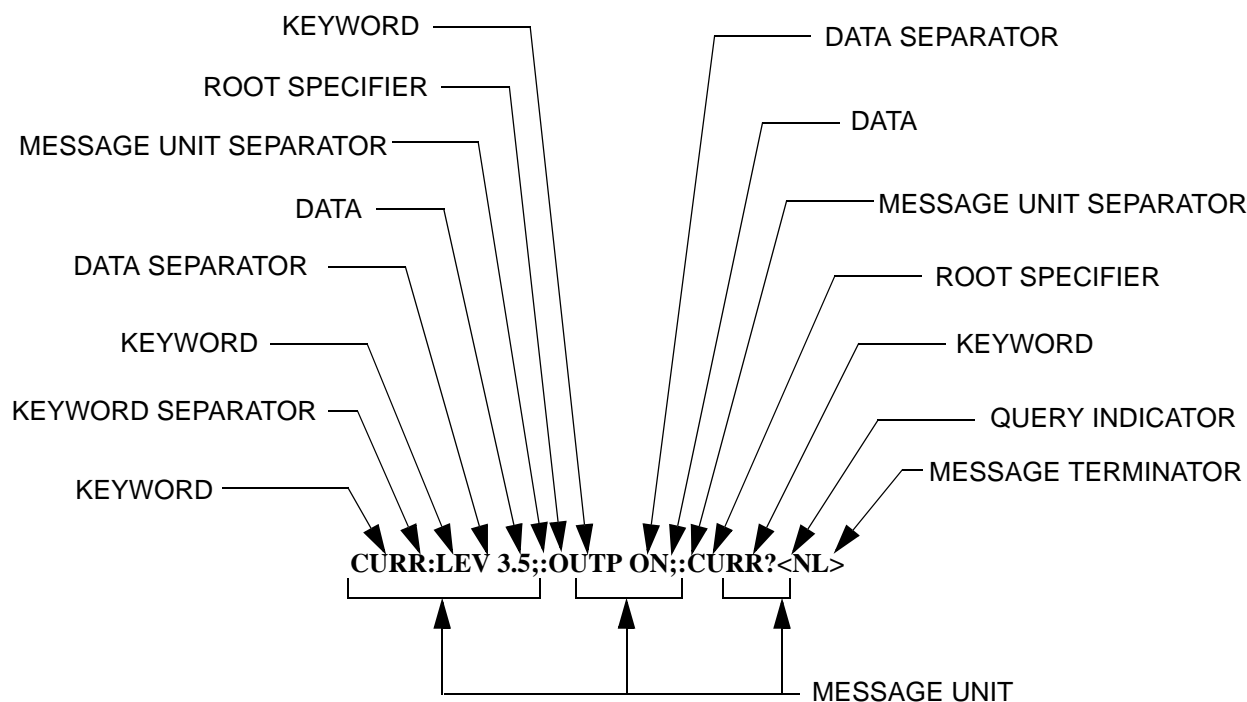 KEYWORD
DATA SEPARATOR
ROOT SPECIFIER
DATA
MESSAGE UNIT SEPARATOR
MESSAGE UNIT SEPARATOR
DATA
DATA SEPARATOR
ROOT SPECIFIER
KEYWORD
KEYWORD
KEYWORD SEPARATOR
QUERY INDICATOR
KEYWORD
MESSAGE TERMINATOR
CURR:LEV 3.5;:OUTP ON;:CURR?<NL>
MESSAGE UNIT